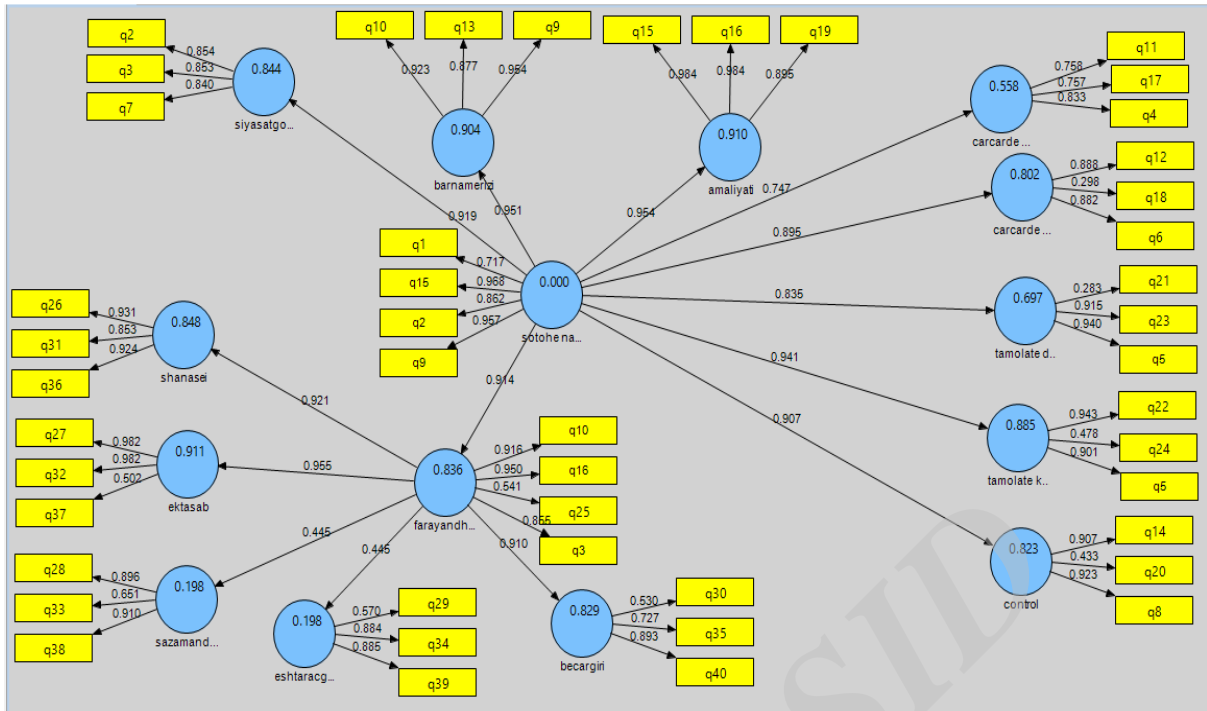 q2
q3
q7
0.854
0.853
0.840
0.844
siyasatgo...
q10
q13
q9
0.923
0.877
0.954
0.904
barnamerizi
q15
q16
q19
0.984
0.984
0.895
0.910
amaliyati
q11
q17
q4
0.758
0.757
0.833
0.558
carcarde ...
q12
q18
q6
0.888
0.298
0.882
0.802
carcarde ...
0.919
0.951
0.954
0.747
0.895
q1
q15
q2
q9
0.717
0.968
0.862
0.957
0.000
sotohe na...
0.835
0.941
0.907
0.914
q21
q23
q5
0.283
0.915
0.940
0.697
tamolate d..
q22
q24
q5
0.943
0.478
0.901
0.885
tamolate k..
q14
q20
q8
0.907
0.433
0.923
0.823
control
q26
q31
q36
0.931
0.853
0.924
0.848
shanasei
0.921
q27
q32
q37
0.982
0.982
0.502
0.911
ektasab
0.955
q10
q16
q25
q3
0.916
0.950
0.541
0.855
0.836
farayandh...
0.445
0.445
0.910
q28
q33
q38
0.896
0.651
0.910
0.198
sazamand...
q29
q34
q39
0.570
0.884
0.885
0.198
eshtaracg...
q30
q35
q40
0.530
0.727
0.893
0.829
becargiri
SID